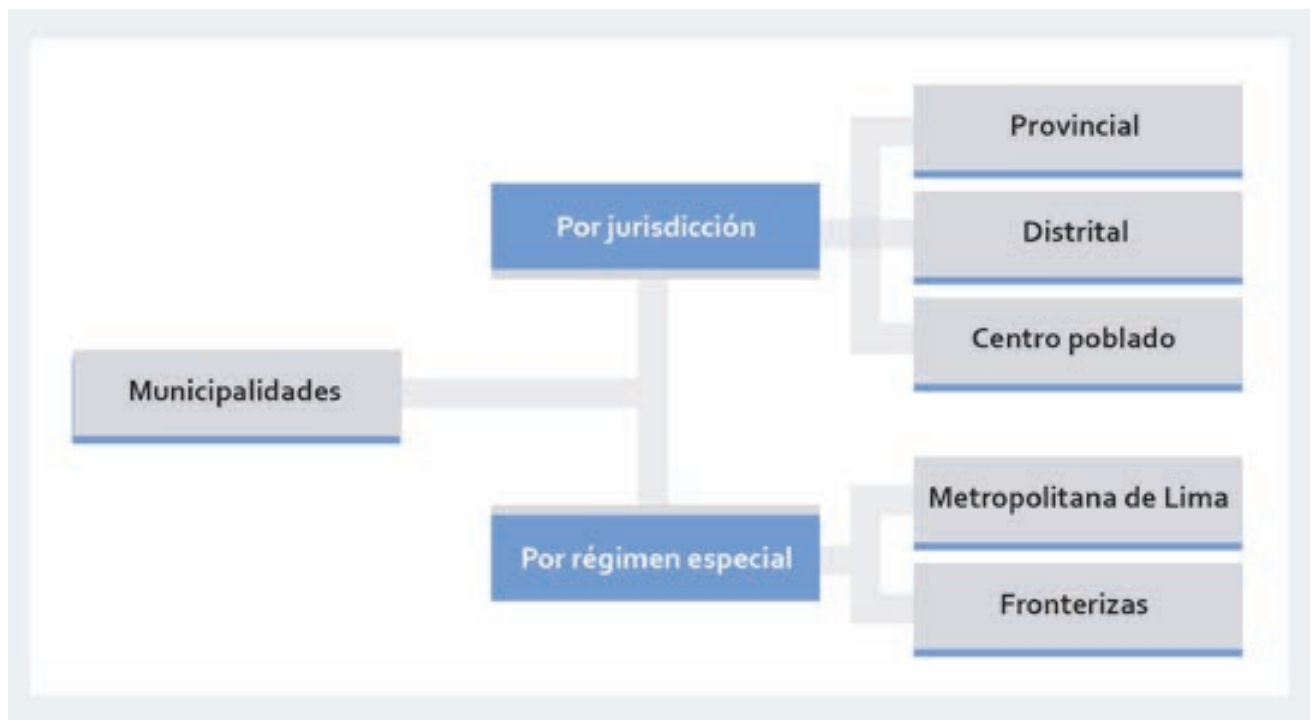 Municipalidades
Por jurisdicción
Provincial
Distrital
Centro poblado
Por régimen especial
Metropolitana de Lima
Fronterizas